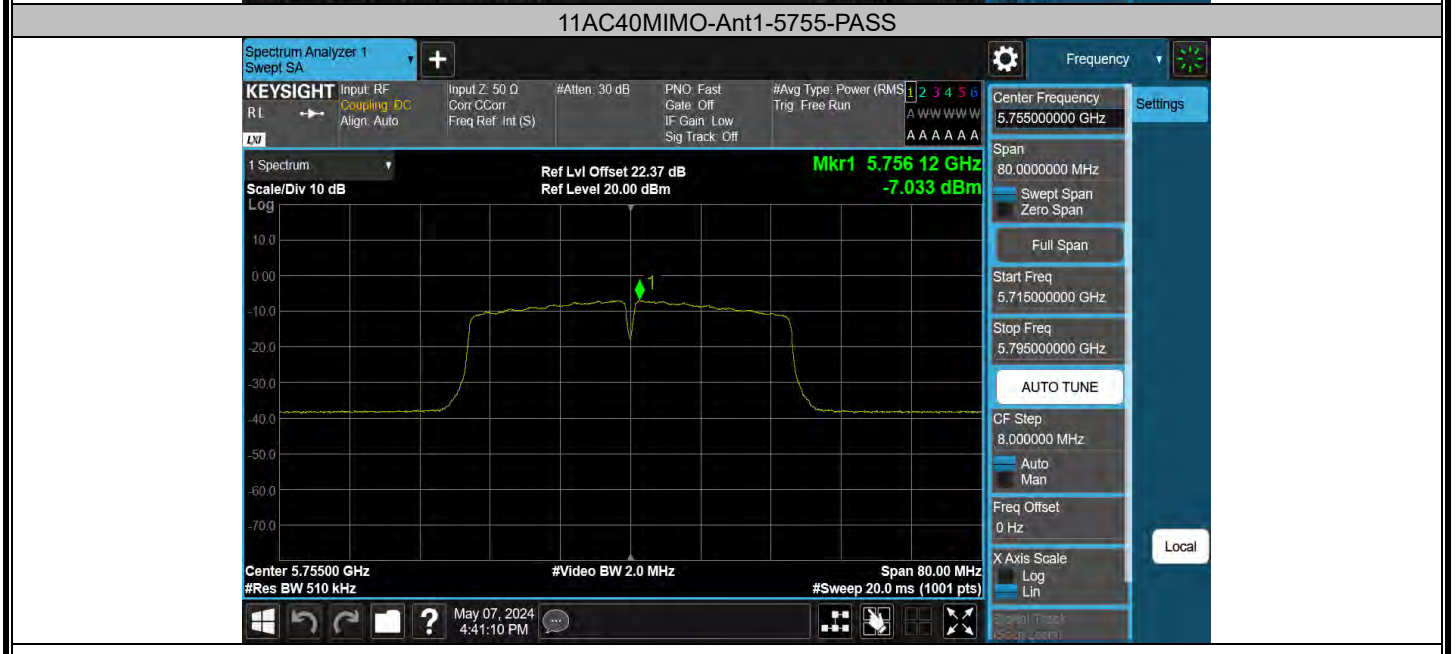 11AC40MIMO-Ant1-5755-PASS
Spectrum Analyzer 1
Swept SA
Frequency
KEYSIGHT
R L
LXI
Input: RF
Coupling: DC
Align: Auto
Input Z: 50 Ω
Corr CCorr
Freq Ref: Int (S)
#Atten: 30 dB
PNO: Fast
Gate: Off
IF Gain: Low
Sig Track: Off
#Avg Type: Power (RMS
Trig: Free Run
1 2 3 4 5 6
A W W W W W
A A A A A A
Settings
Center Frequency
5.755000000 GHz
Span
80.0000000 MHz
Swept Span
Zero Span
Full Span
Start Freq
5.715000000 GHz
Stop Freq
5.795000000 GHz
AUTO TUNE
CF Step
8.000000 MHz
Auto
Man
Freq Offset
0 Hz
X Axis Scale
Log
Lin
Signal Track
(Span Zoom)
Local
1 Spectrum
Scale/Div 10 dB
Log
Ref Lvl Offset 22.37 dB
Ref Level 20.00 dBm
Mkr1 5.756 12 GHz
-7.033 dBm
1
10.0
0.00
-10.0
-20.0
-30.0
-40.0
-50.0
-60.0
-70.0
Center 5.75500 GHz
#Video BW 2.0 MHz
Span 80.00 MHz
#Res BW 510 kHz
#Sweep 20.0 ms (1001 pts)
May 07, 2024
4:41:10 PM